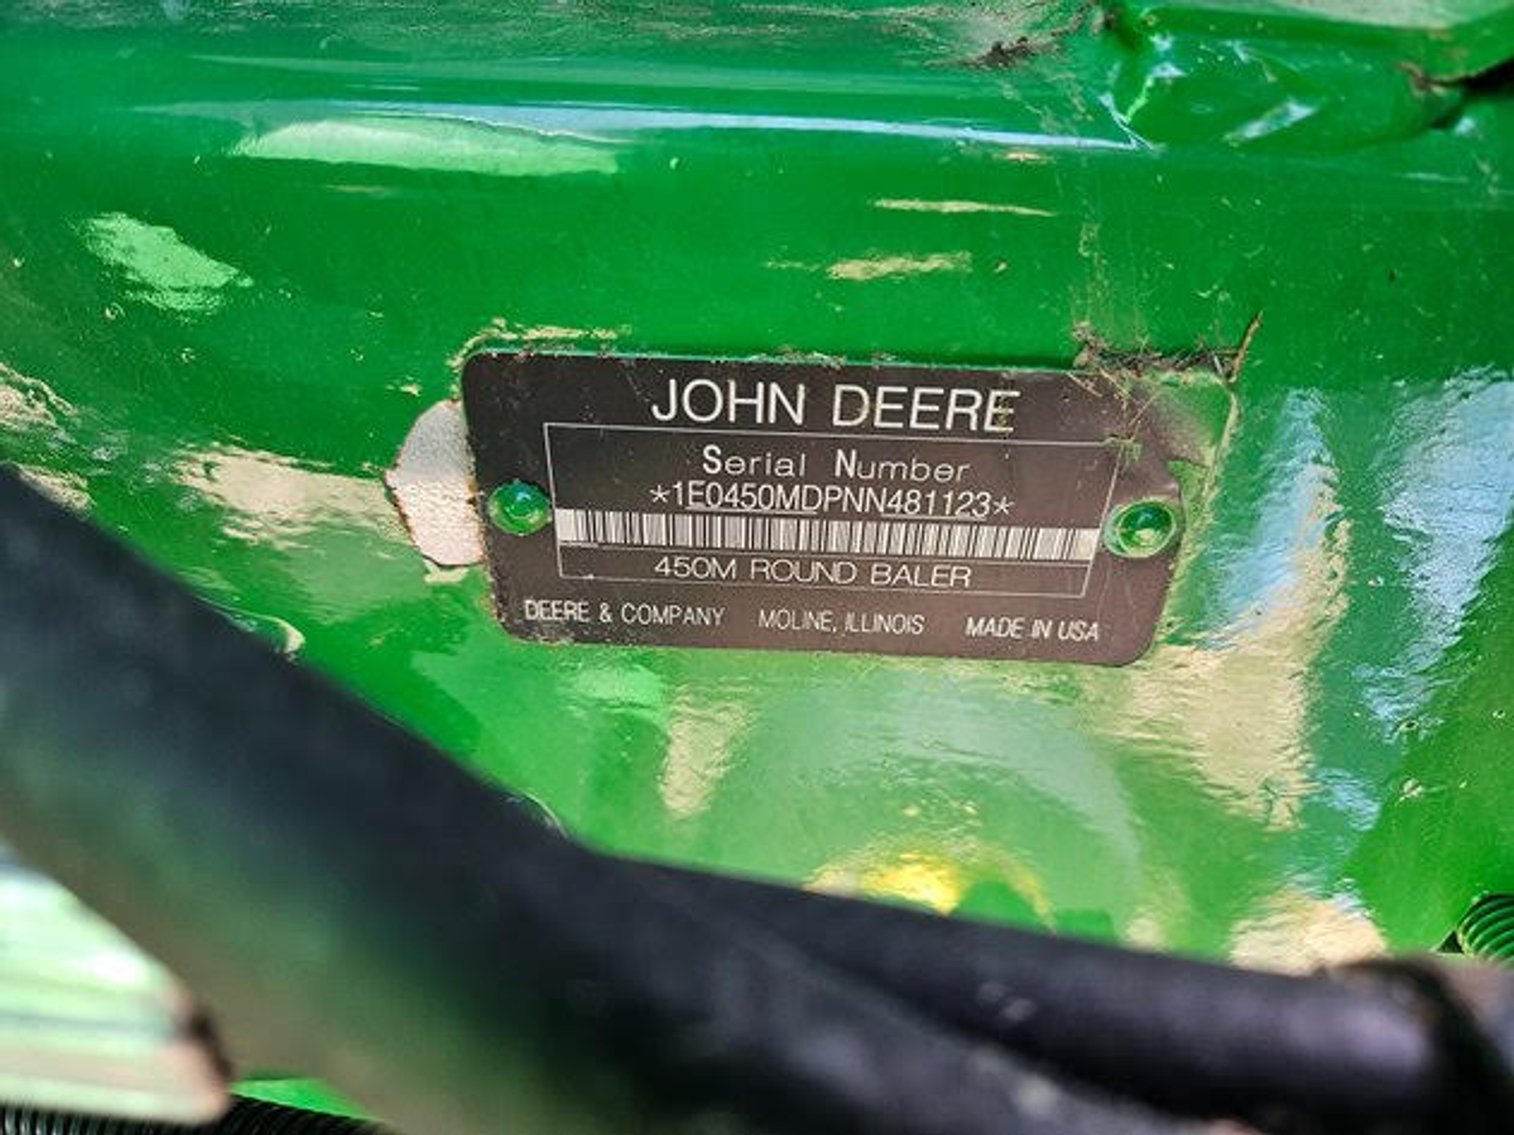 JOHN DEERE
Serial Number
*1E0450MDPNN481123*
450M ROUND BALER
DEERE & COMPANY MOLINE, ILLINOIS MADE IN USA